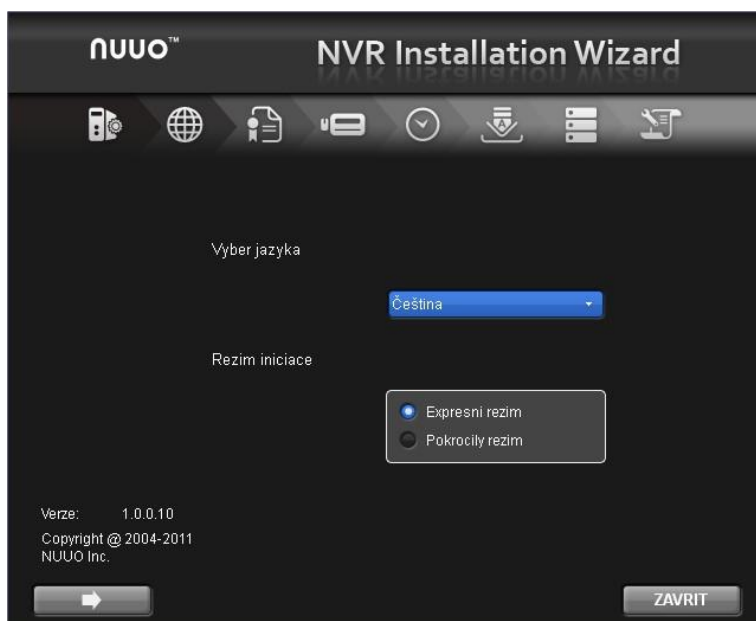 nuuo™
NVR Installation Wizard
Vyber jazyka
Čeština
Rezim iniciace
Expresni rezim
Pokrocily rezim
Verze: 1.0.0.10
Copyright @ 2004-2011
NUUO Inc.
ZAVRIT